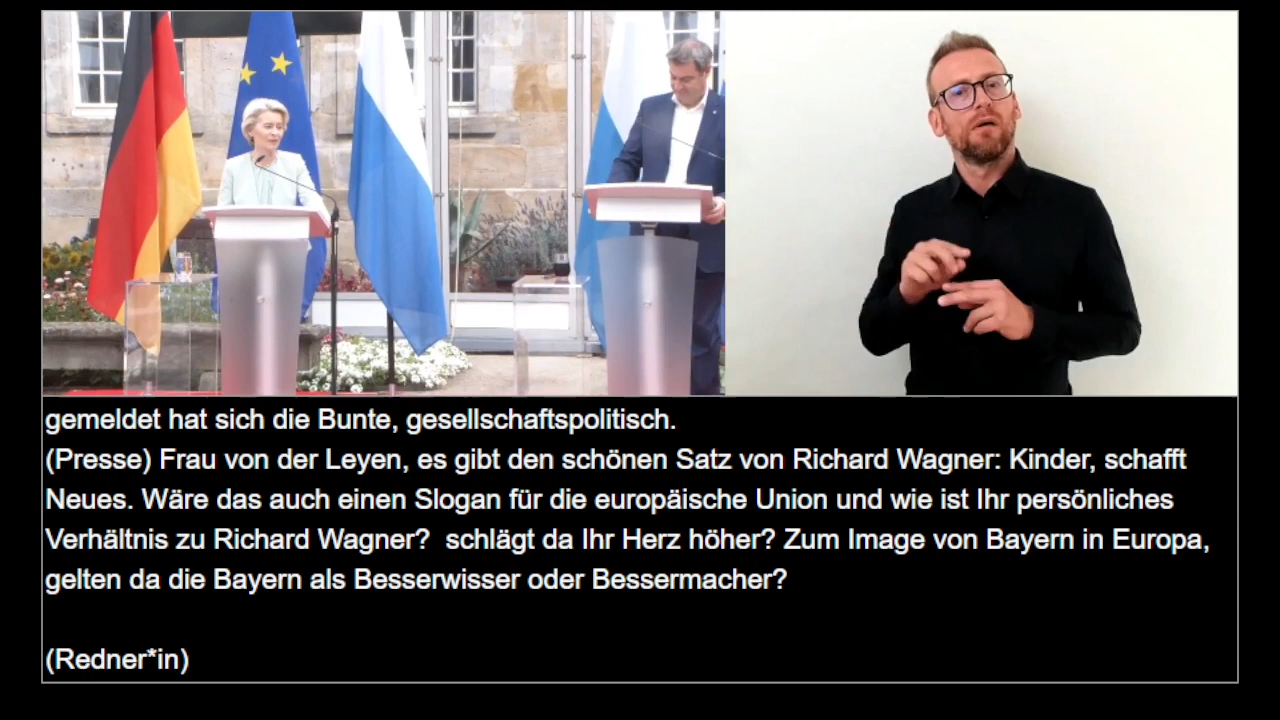 gemeldet hat sich die Bunte, gesellschaftspolitisch.
(Presse) Frau von der Leyen, es gibt den schönen Satz von Richard Wagner: Kinder, schafft
Neues. Wäre das auch einen Slogan für die europäische Union und wie ist Ihr persönliches
Verhältnis zu Richard Wagner?  schlägt da Ihr Herz höher? Zum Image von Bayern in Europa,
gelten da die Bayern als Besserwisser oder Bessermacher?
(Redner*in)